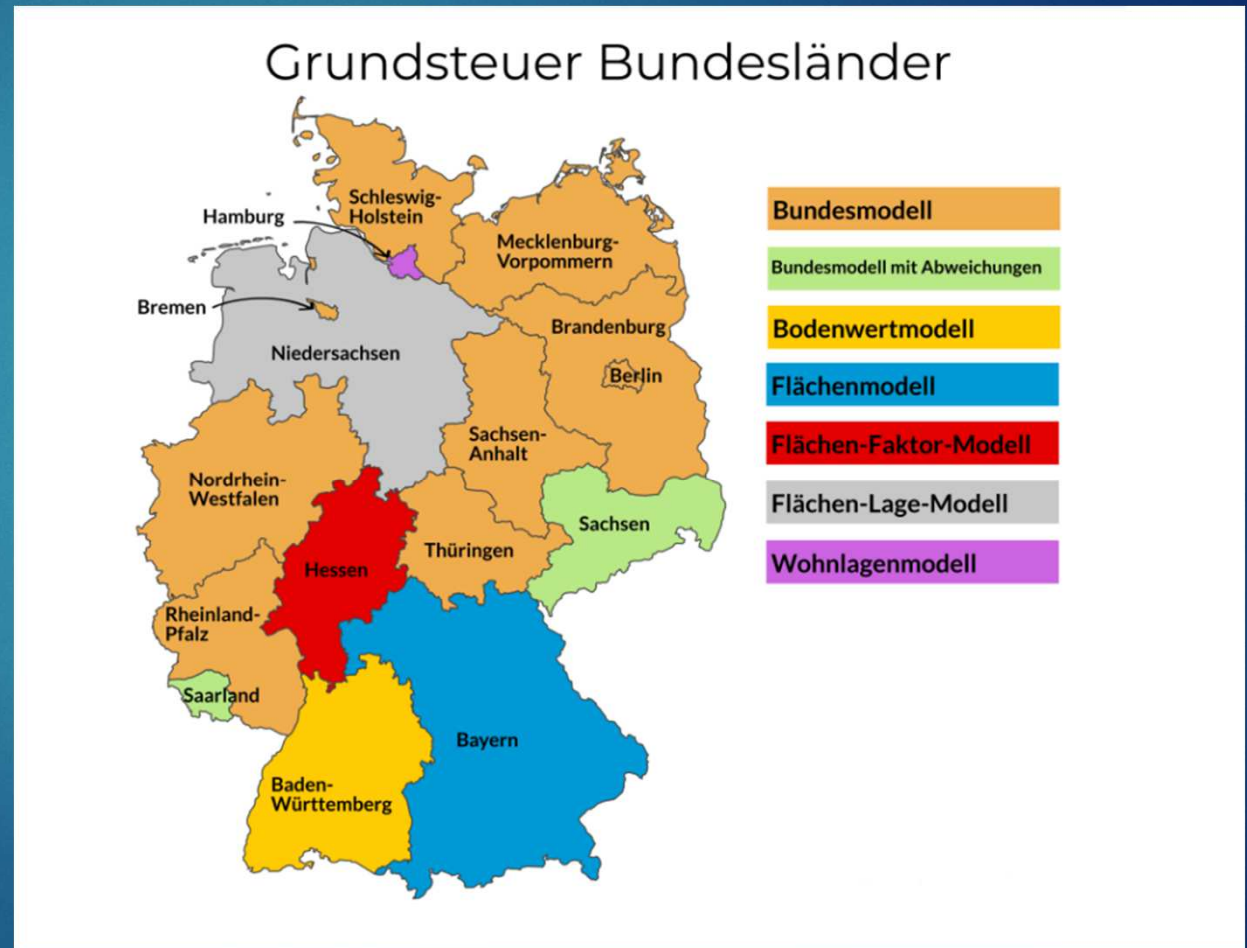 Grundsteuer Bundesländer
Schleswig-
Holstein
Hamburg
Mecklenburg-
Vorpommern
Bremen
Brandenburg
Niedersachsen
Berlin
Sachsen-
Anhalt
Nordrhein-
Westfalen
Sachsen
Thüringen
Hessen
Rheinland-
Pfalz
Saarland
Bayern
Baden-
Württemberg
Bundesmodell
Bundesmodell mit Abweichungen
Bodenwertmodell
Flächenmodell
Flächen-Faktor-Modell
Flächen-Lage-Modell
Wohnlagenmodell